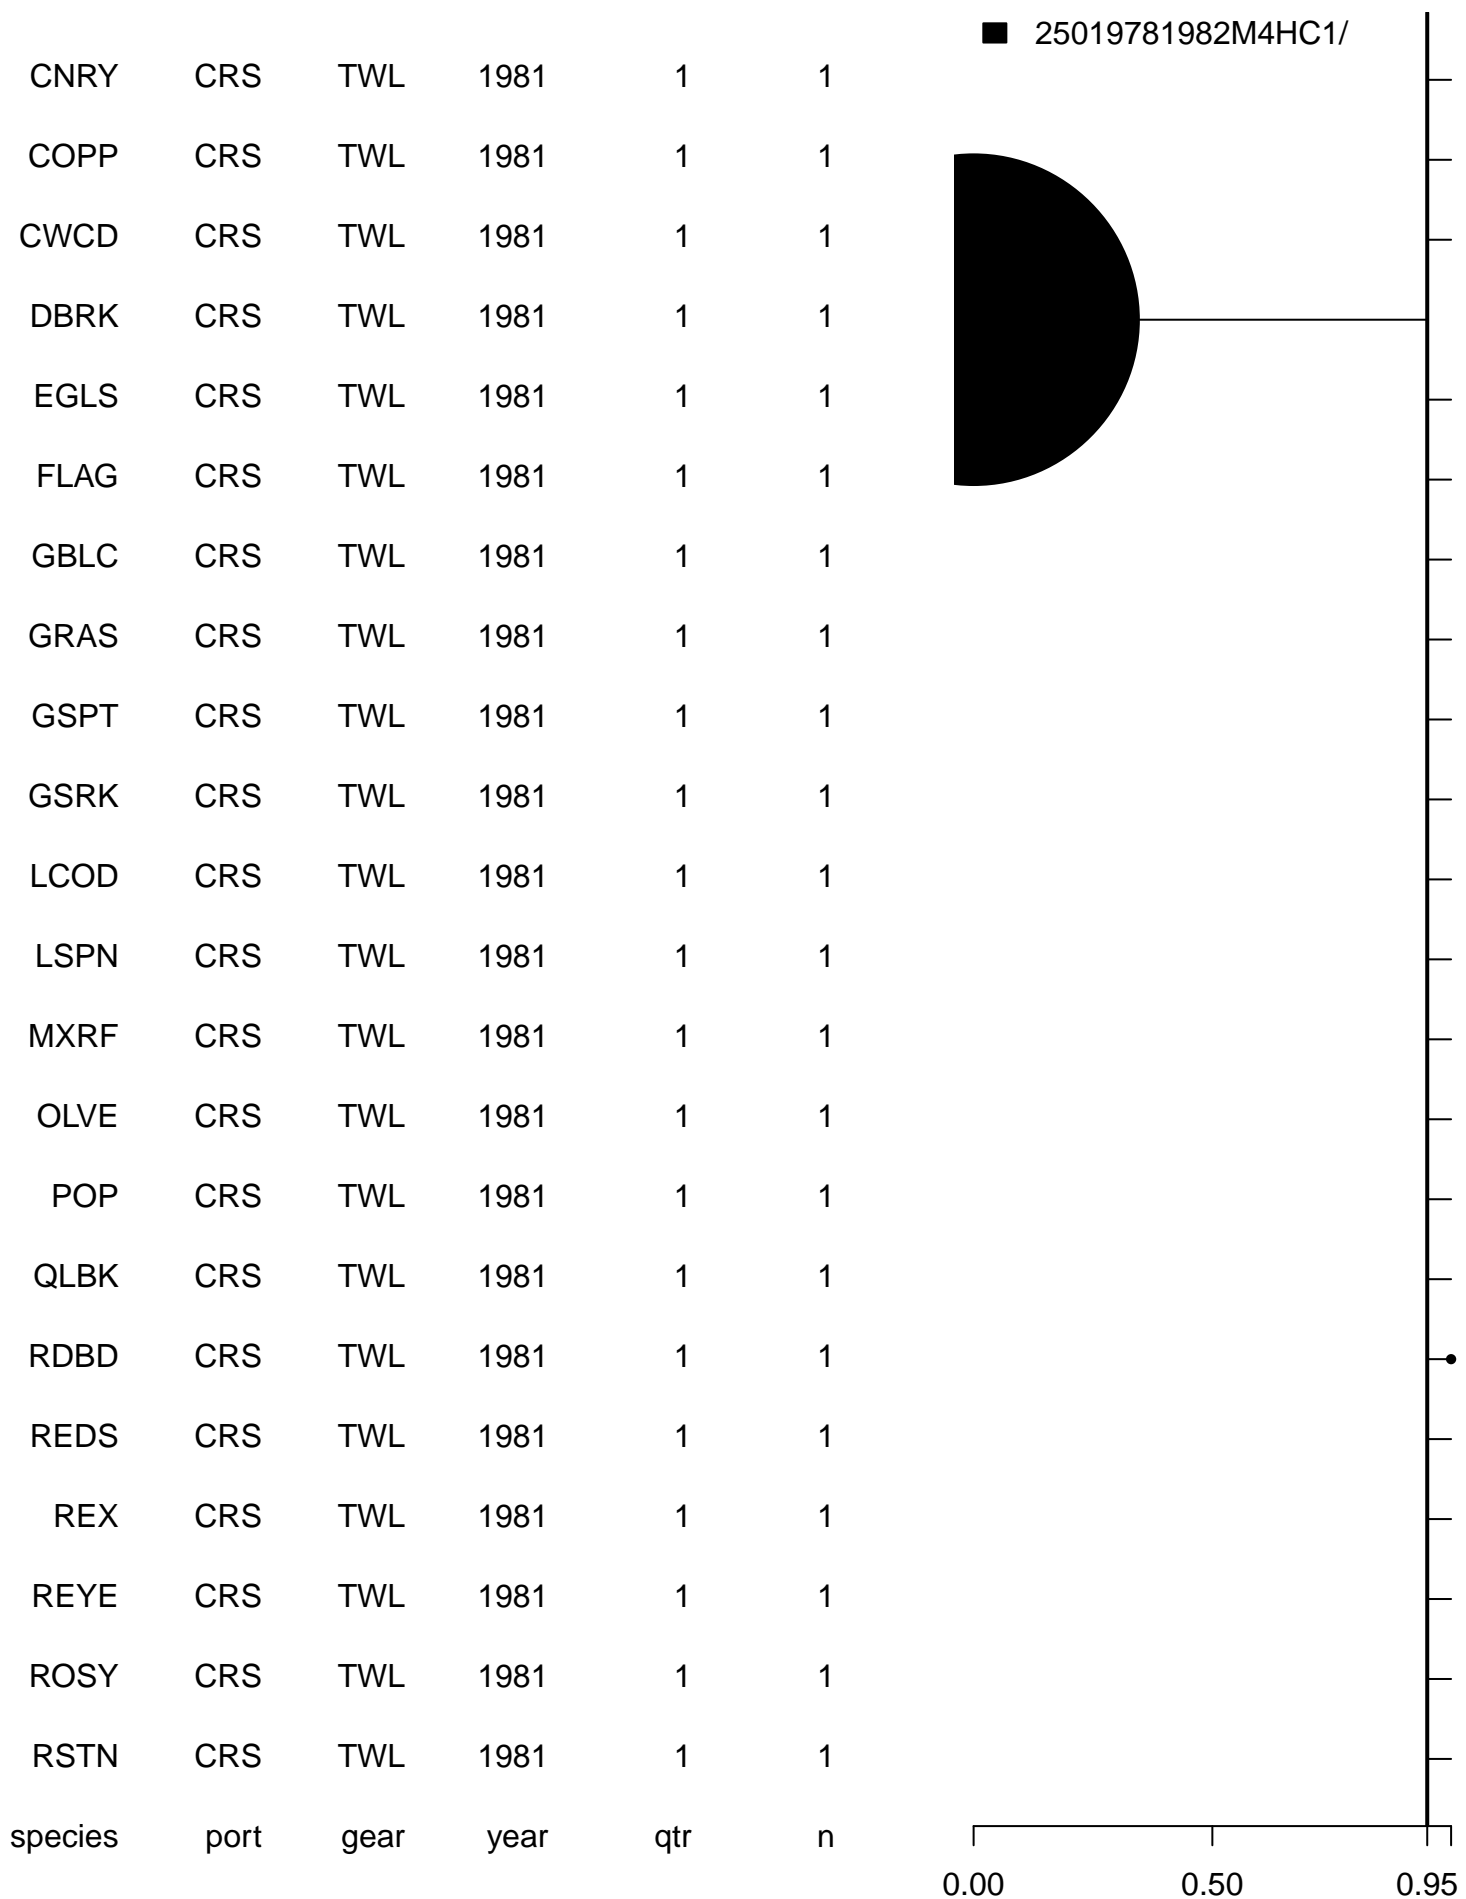 25019781982M4HC1/
CNRY CRS TWL 1981 1 1
COPP CRS TWL 1981 1 1
CWCD CRS TWL 1981 1 1
DBRK CRS TWL 1981 1 1
EGLS CRS TWL 1981 1 1
FLAG CRS TWL 1981 1 1
GBLC CRS TWL 1981 1 1
GRAS CRS TWL 1981 1 1
GSPT CRS TWL 1981 1 1
GSRK CRS TWL 1981 1 1
LCOD CRS TWL 1981 1 1
LSPN CRS TWL 1981 1 1
MXRF CRS TWL 1981 1 1
OLVE CRS TWL 1981 1 1
POP CRS TWL 1981 1 1
QLBK CRS TWL 1981 1 1
RDBD CRS TWL 1981 1 1
REDS CRS TWL 1981 1 1
REX CRS TWL 1981 1 1
REYE CRS TWL 1981 1 1
ROSY CRS TWL 1981 1 1
RSTN CRS TWL 1981 1 1
species port gear year qtr n
0.00 0.50 0.95